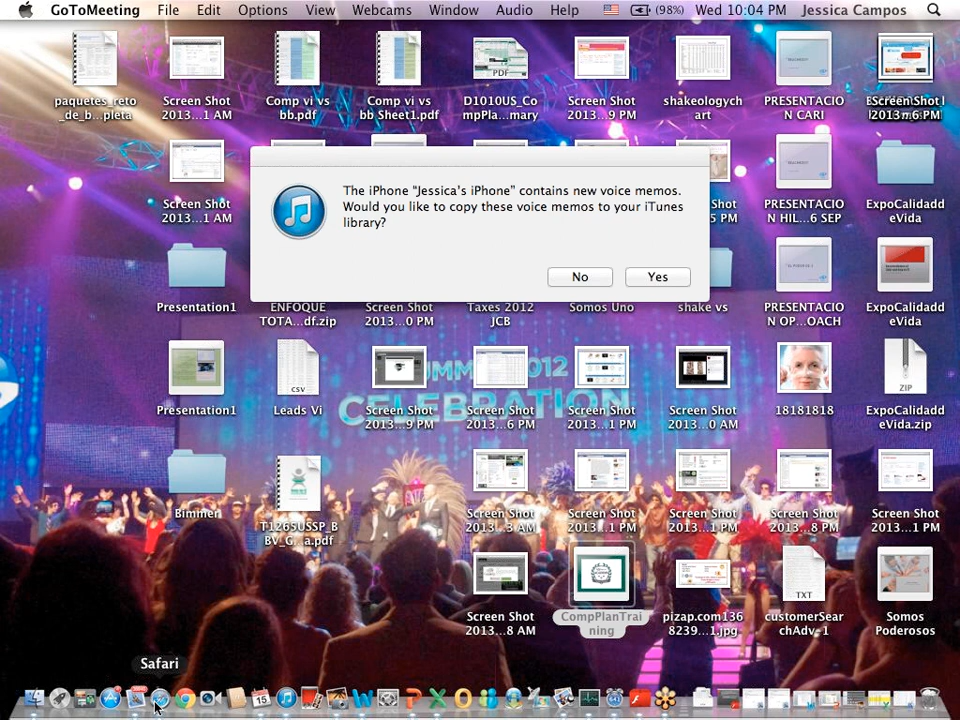 GoToMeeting File Edit Options View Webcams Window Audio Help (98%) Wed 10:04 PM Jessica Campos
paquetes_reto
_de_b...pleta
Screen Shot
2013...1 AM
Comp vi vs
bb.pdf
Comp vi vs
bb Sheet1.pdf
PDF
D1010US_Co
mpPla...mary
Screen Shot
2013...9 PM
shakeologych
art
PRESENTACIO
N CARI
The iPhone “Jessica's iPhone” contains new voice memos.
Would you like to copy these voice memos to your iTunes
library?
No Yes
Screen Shot
2013...1 AM
Shot
5 PM
PRESENTACIO
N HIL...6 SEP
ExpoCalidadd
eVida
Presentation1
ENFOQUE
TOTA...df.zip
Screen Shot
2013...0 PM
Taxes 2012
JCB
Somos Uno
shake vs
PRESENTACIO
N OP...OACH
ExpoCalidadd
eVida
2012
CELEBRATION
Presentation1
CSV
Leads Vi
Screen Shot
2013...9 PM
Screen Shot
2013...6 PM
Screen Shot
2013...1 PM
Screen Shot
2013...0 AM
18181818
ZIP
ExpoCalidadd
eVida.zip
Bimmer
T126SUSSP_B
BV_G...a.pdf
Screen Shot
2013...3 AM
Screen Shot
2013...1 PM
Screen Shot
2013...1 PM
Screen Shot
2013...8 PM
Screen Shot
2013...1 PM
Screen Shot
2013...8 AM
CompPlanTrai
ning
pizap.com136
8239...1.jpg
TXT
customerSear
chAdv-1
Somos
Poderosos
Safari
15